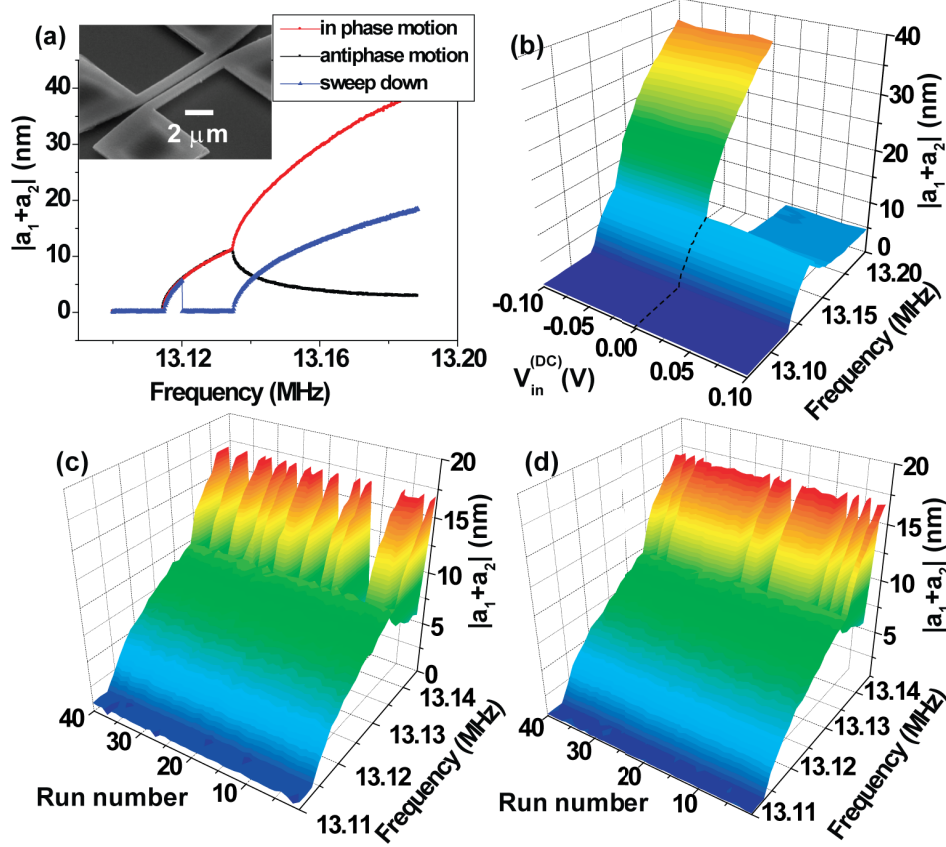 (a)
in phase motion
antiphase motion
sweep down
2 μm
|a₁+a₂| (nm)
40
30
20
10
0
13.12
13.16
13.20
Frequency (MHz)
(b)
|a₁+a₂| (nm)
40
30
20
10
0
-0.10
-0.05
0.00
0.05
0.10
V_in^(DC) (V)
13.20
13.15
13.10
Frequency (MHz)
(c)
|a₁+a₂| (nm)
20
15
10
5
0
40
30
20
10
Run number
13.14
13.13
13.12
13.11
Frequency (MHz)
(d)
|a₁+a₂| (nm)
20
15
10
5
40
30
20
10
Run number
13.14
13.13
13.12
13.11
Frequency (MHz)